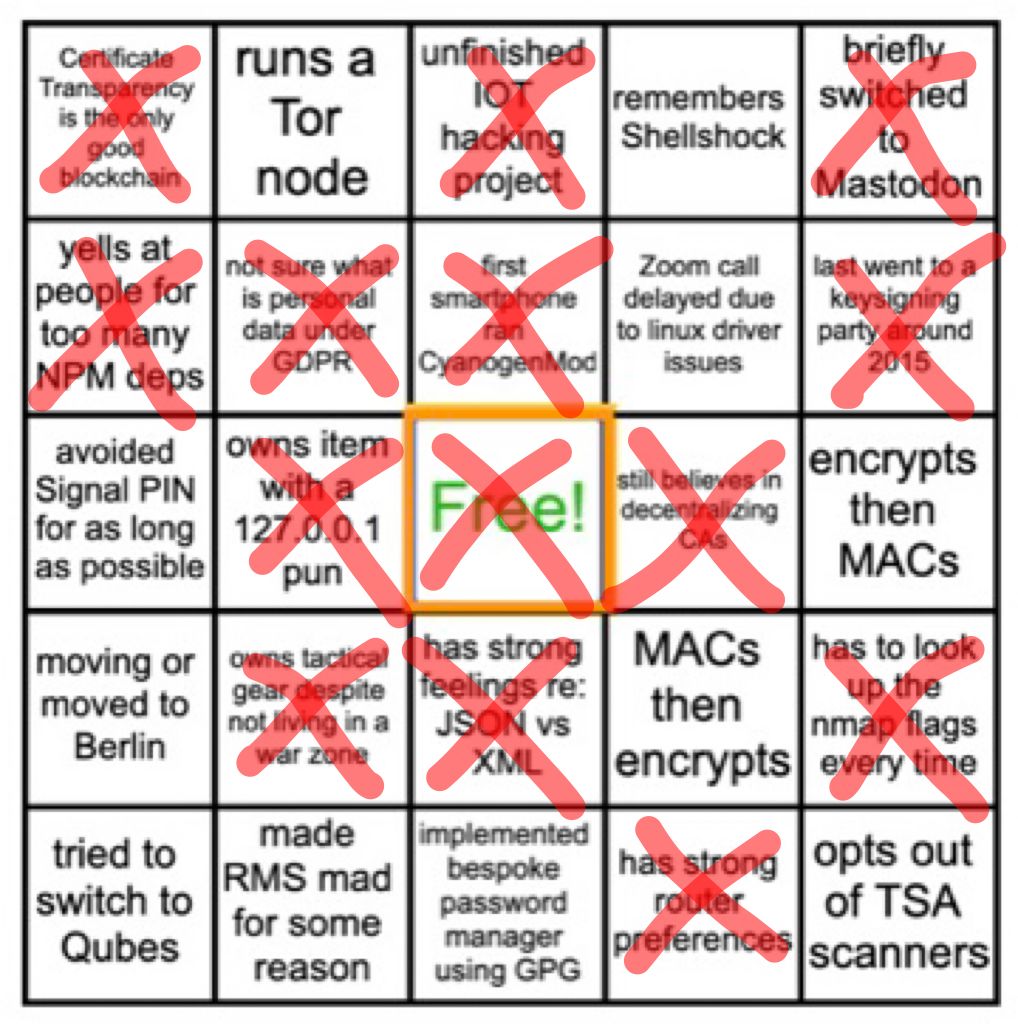 Certificate
Transparency
is the only
good
blockchain
runs a
Tor
node
unfinished
IOT
hacking
project
remembers
Shellshock
briefly
switched
to
Mastodon
yells at
people for
too many
NPM deps
not sure what
is personal
data under
GDPR
first
smartphone
ran
CyanogenMod
Zoom call
delayed due
to linux driver
issues
last went to a
keysigning
party around
2015
avoided
Signal PIN
for as long
as possible
owns item
with a
127.0.0.1
pun
Free!
still believes in
decentralizing
CAs
encrypts
then
MACs
moving or
moved to
Berlin
owns tactical
gear despite
not living in a
war zone
has strong
feelings re:
JSON vs
XML
MACs
then
encrypts
has to look
up the
nmap flags
every time
tried to
switch to
Qubes
made
RMS mad
for some
reason
implemented
bespoke
password
manager
using GPG
has strong
router
preferences
opts out
of TSA
scanners